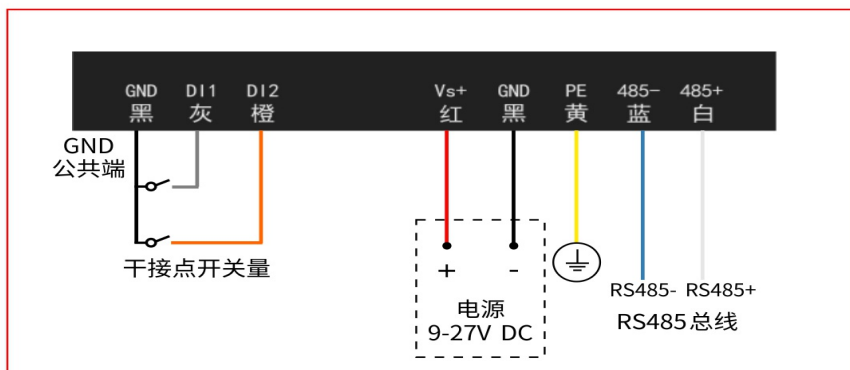 GND DI1 DI2 Vs+ GND PE 485- 485+
黑 灰 橙 红 黑 黄 蓝 白
GND
公共端
干接点开关量
+ -
电源
9-27V DC
RS485- RS485+
RS485总线